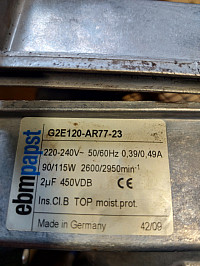 ebmpapst
G2E120-AR77-23
220-240V~ 50/60Hz 0,39/0,49A
90/115W 2600/2950min⁻¹
2µF 450VDB CE
Ins.Cl.B TOP moist.prot.
Made in Germany 42/09